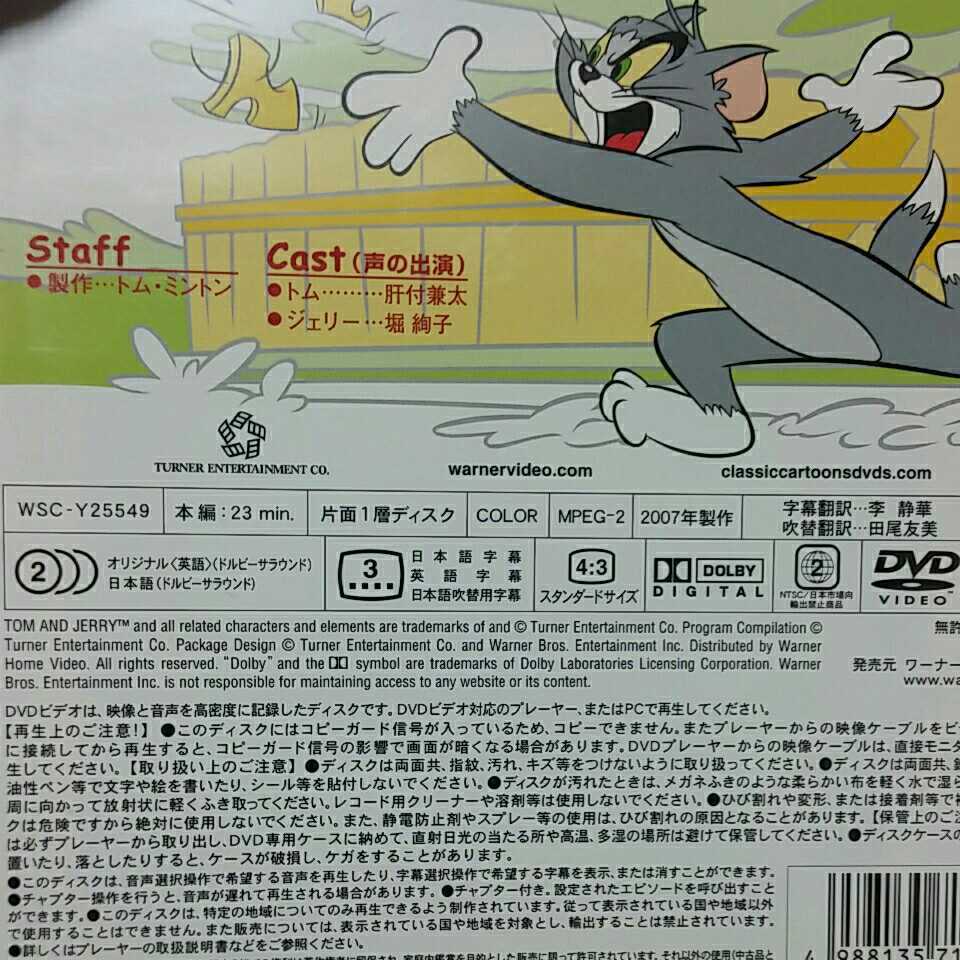 Staff
●製作…トム・ミントン
Cast(声の出演)
●トム………肝付兼太
●ジェリー…堀 絢子
TURNER ENTERTAINMENT CO.
warnervideo.com
classiccartoonsdvds.com
WSC-Y25549
本編:23 min.
片面1層ディスク
COLOR
MPEG-2
2007年製作
字幕翻訳…李 静華
吹替翻訳…田尾友美
2
オリジナル〈英語〉(ドルビーサラウンド)
日本語(ドルビーサラウンド)
3
日本語字幕
英語字幕
日本語吹替用字幕
4:3
スタンダードサイズ
DOLBY
DIGITAL
2
NTSC/日本市場向
輸出禁止商品
DVD
VIDEO™
TOM AND JERRY™ and all related characters and elements are trademarks of and © Turner Entertainment Co. Program Compilation ©
Turner Entertainment Co. Package Design © Turner Entertainment Co. and Warner Bros. Entertainment Inc. Distributed by Warner
Home Video. All rights reserved. "Dolby" and the DD symbol are trademarks of Dolby Laboratories Licensing Corporation. Warner
Bros. Entertainment Inc. is not responsible for maintaining access to any website or its content.
無許
発売元 ワーナー
www.wa
DVDビデオは、映像と音声を高密度に記録したディスクです。DVDビデオ対応のプレーヤー、またはPCで再生してください。
【再生上のご注意!】●このディスクにはコピーガード信号が入っているため、コピーできません。またプレーヤーからの映像ケーブルをビ
に接続してから再生すると、コピーガード信号の影響で画面が暗くなる場合があります。DVDプレーヤーからの映像ケーブルは、直接モニタ
生してください。【取り扱い上のご注意】●ディスクは両面共、指紋、汚れ、キズ等をつけないように取り扱ってください。●ディスクは両面共、
油性ペン等で文字や絵を書いたり、シール等を貼付しないでください。●ディスクが汚れたときは、メガネふきのような柔らかい布を軽く水で湿ら
周に向かって放射状に軽くふき取ってください。レコード用クリーナーや溶剤等は使用しないでください。●ひび割れや変形、または接着剤等で補
クは危険ですから絶対に使用しないでください。また、静電防止剤やスプレー等の使用は、ひび割れの原因となることがあります。【保管上のご注
は必ずプレーヤーから取り出し、DVD専用ケースに納めて、直射日光の当たる所や高温、多湿の場所は避けて保管してください。●ディスクケースの
置いたり、落としたりすると、ケースが破損し、ケガをすることがあります。
●このディスクは、音声選択操作で希望する音声を再生したり、字幕選択操作で希望する字幕を表示、または消すことができます。
●チャプター操作を行うと、音声が遅れて再生される場合があります。●チャプター付き。設定されたエピソードを呼び出すこと
ができます。●このディスクは、特定の地域についてのみ再生できるよう制作されています。従って表示されている国や地域以外
で使用することはできません。また販売については、表示されている国や地域を対象とし、輸出することは禁止されています。
●詳しくはプレーヤーの取扱説明書などをご参照ください。
4 988135 71